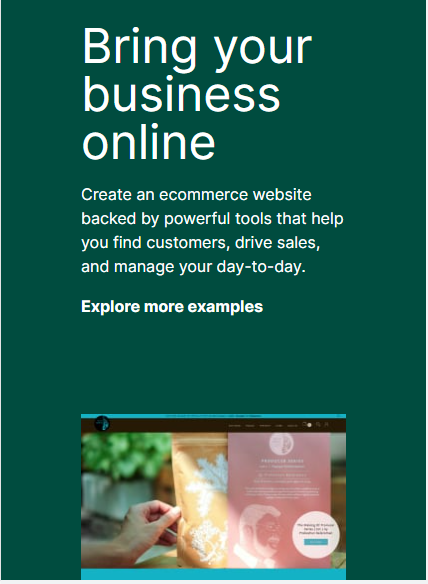 Bring your
business
online
Create an ecommerce website
backed by powerful tools that help
you find customers, drive sales,
and manage your day-to-day.
Explore more examples